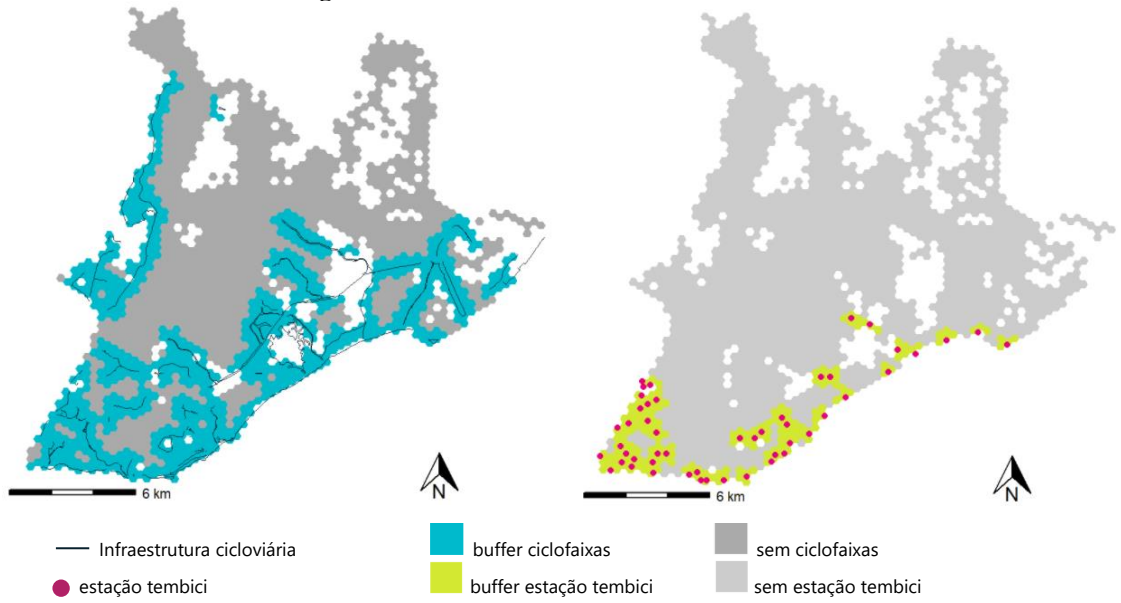 6 km
N
6 km
N
Infraestrutura cicloviária
buffer ciclofaixas
sem ciclofaixas
estação tembici
buffer estação tembici
sem estação tembici